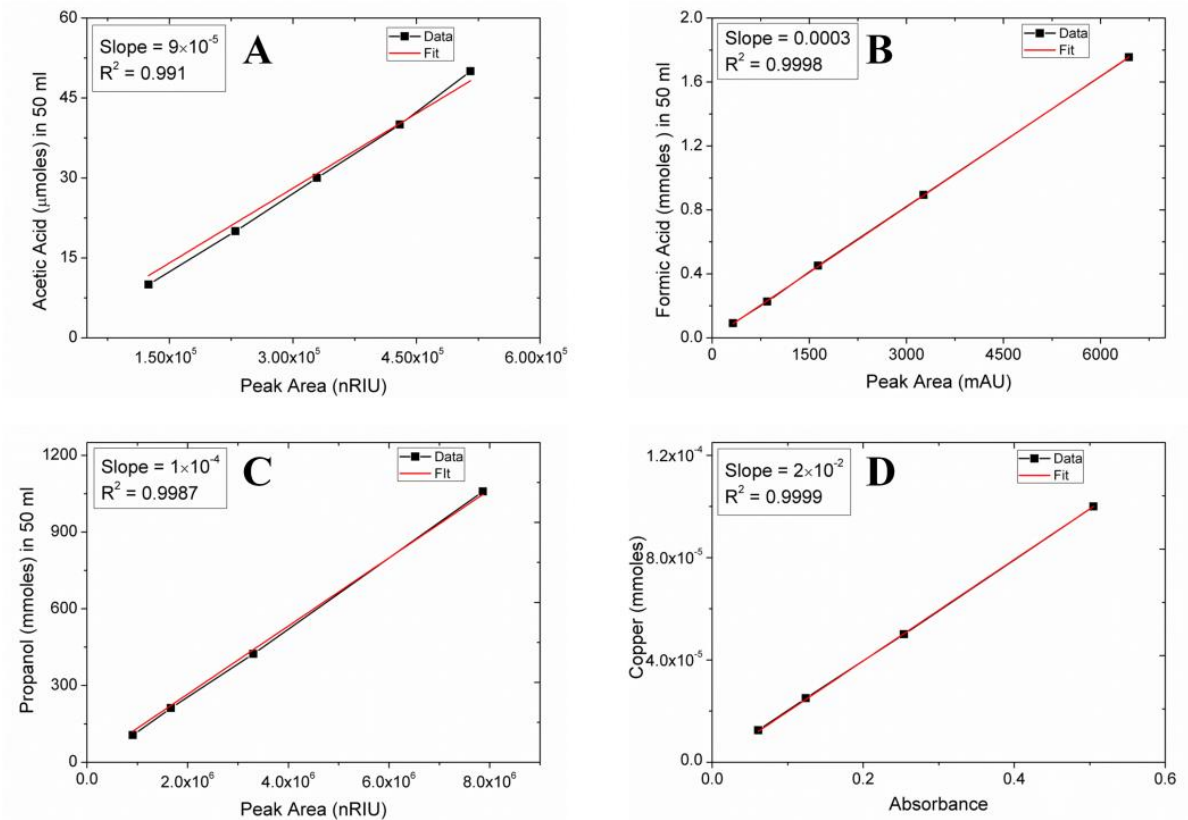 A
Slope = 9×10⁻⁵
R² = 0.991
Data
Fit
60
45
30
15
0
Acetic Acid (μmoles) in 50 ml
1.50x10⁵
3.00x10⁵
4.50x10⁵
6.00x10⁵
Peak Area (nRIU)
B
Slope = 0.0003
R² = 0.9998
Data
Fit
2.0
1.6
1.2
0.8
0.4
0.0
Formic Acid (mmoles ) in 50 ml
0
1500
3000
4500
6000
Peak Area (mAU)
C
Slope = 1×10⁻⁴
R² = 0.9987
Data
FIt
1200
900
600
300
0
Propanol (mmoles) in 50 ml
0.0
2.0x10⁶
4.0x10⁶
6.0x10⁶
8.0x10⁶
Peak Area (nRIU)
D
Slope = 2×10⁻²
R² = 0.9999
Data
Fit
1.2x10⁻⁴
8.0x10⁻⁵
4.0x10⁻⁵
0.0
Copper (mmoles)
0.0
0.2
0.4
0.6
Absorbance